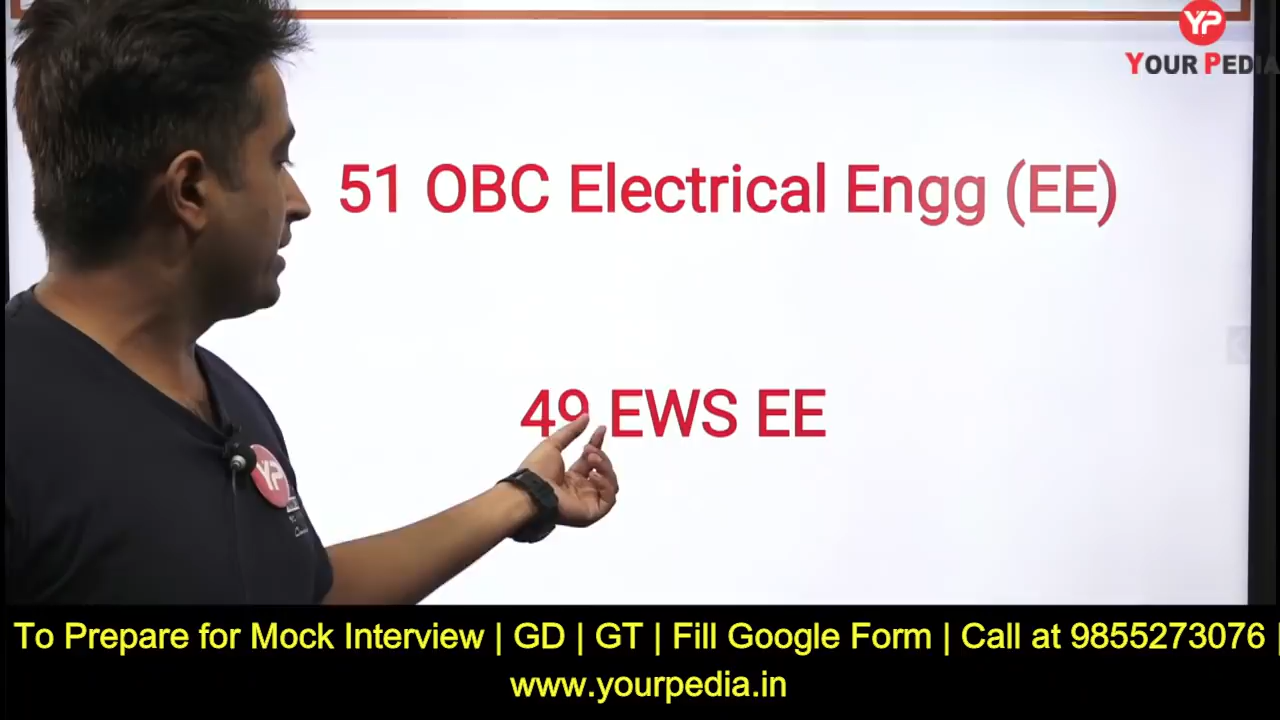 YP
YOUR PEDIA
51 OBC Electrical Engg (EE)
49 EWS EE
YP
To Prepare for Mock Interview | GD | GT | Fill Google Form | Call at 9855273076 |
www.yourpedia.in